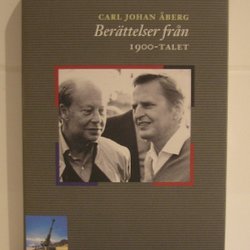 CARL JOHAN ÅBERG
Berättelser från
1900-TALET